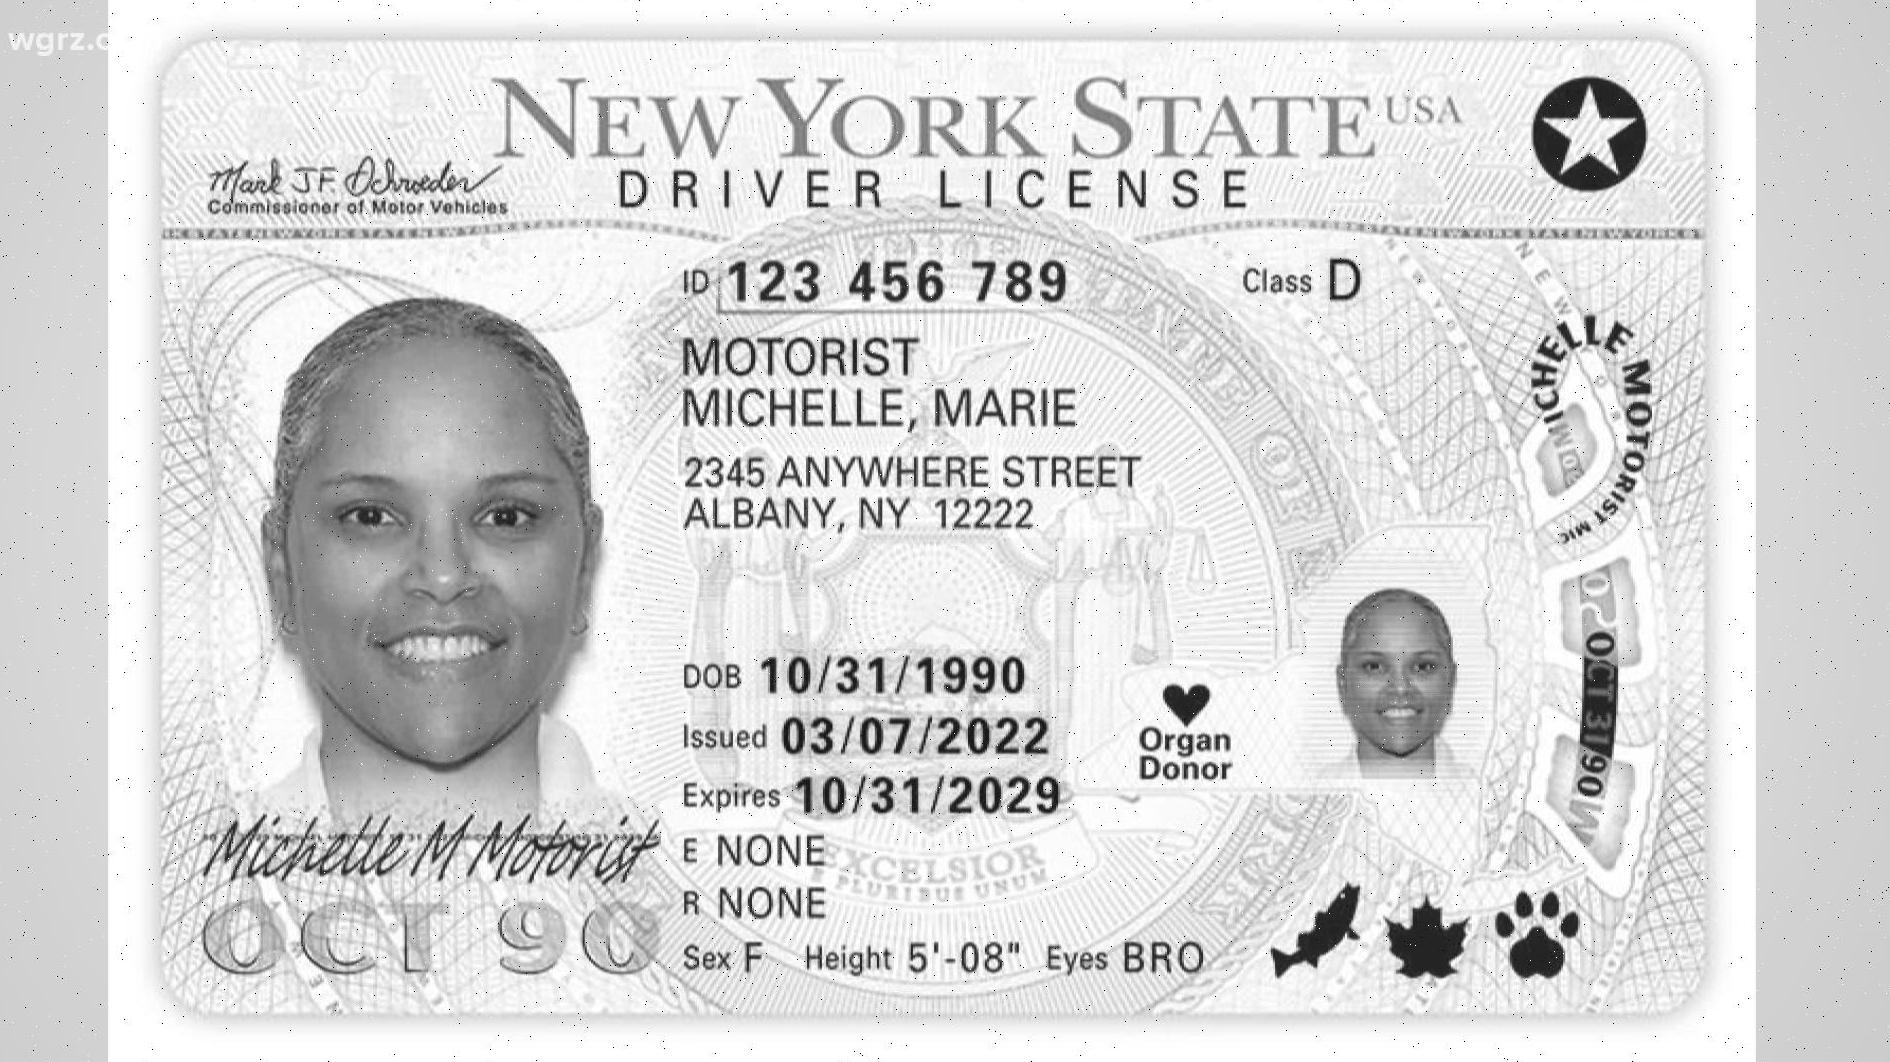 wgrz.c
NEW YORK STATE USA
DRIVER LICENSE
Mark JF Schroeder
Commissioner of Motor Vehicles
ID 123 456 789
Class D
MOTORIST
MICHELLE, MARIE
2345 ANYWHERE STREET
ALBANY, NY 12222
DOB 10/31/1990
Issued 03/07/2022
Expires 10/31/2029
Organ
Donor
E NONE
R NONE
Sex F Height 5'-08" Eyes BRO
Michelle M Motorist
OCT 90
EXCELSIOR
E PLURIBUS UNUM
MICHELLE MOTORIST MIC
OCT 31 90